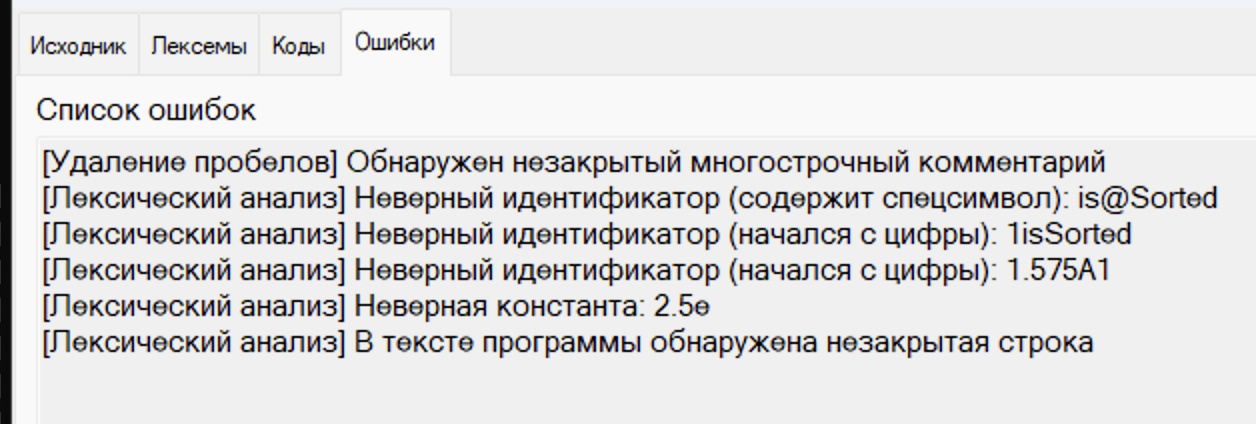 Исходник Лексемы Коды Ошибки
Список ошибок
[Удаление пробелов] Обнаружен незакрытый многострочный комментарий
[Лексический анализ] Неверный идентификатор (содержит спецсимвол): is@Sorted
[Лексический анализ] Неверный идентификатор (начался с цифры): 1isSorted
[Лексический анализ] Неверный идентификатор (начался с цифры): 1.575A1
[Лексический анализ] Неверная константа: 2.5e
[Лексический анализ] В тексте программы обнаружена незакрытая строка